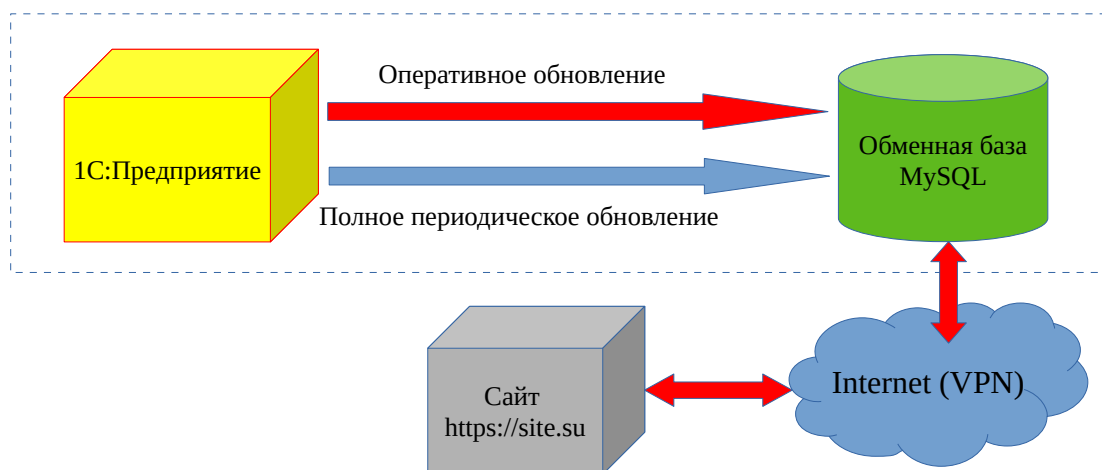 Оперативное обновление
1С:Предприятие
Обменная база
MySQL
Полное периодическое обновление
Сайт
https://site.su
Internet (VPN)